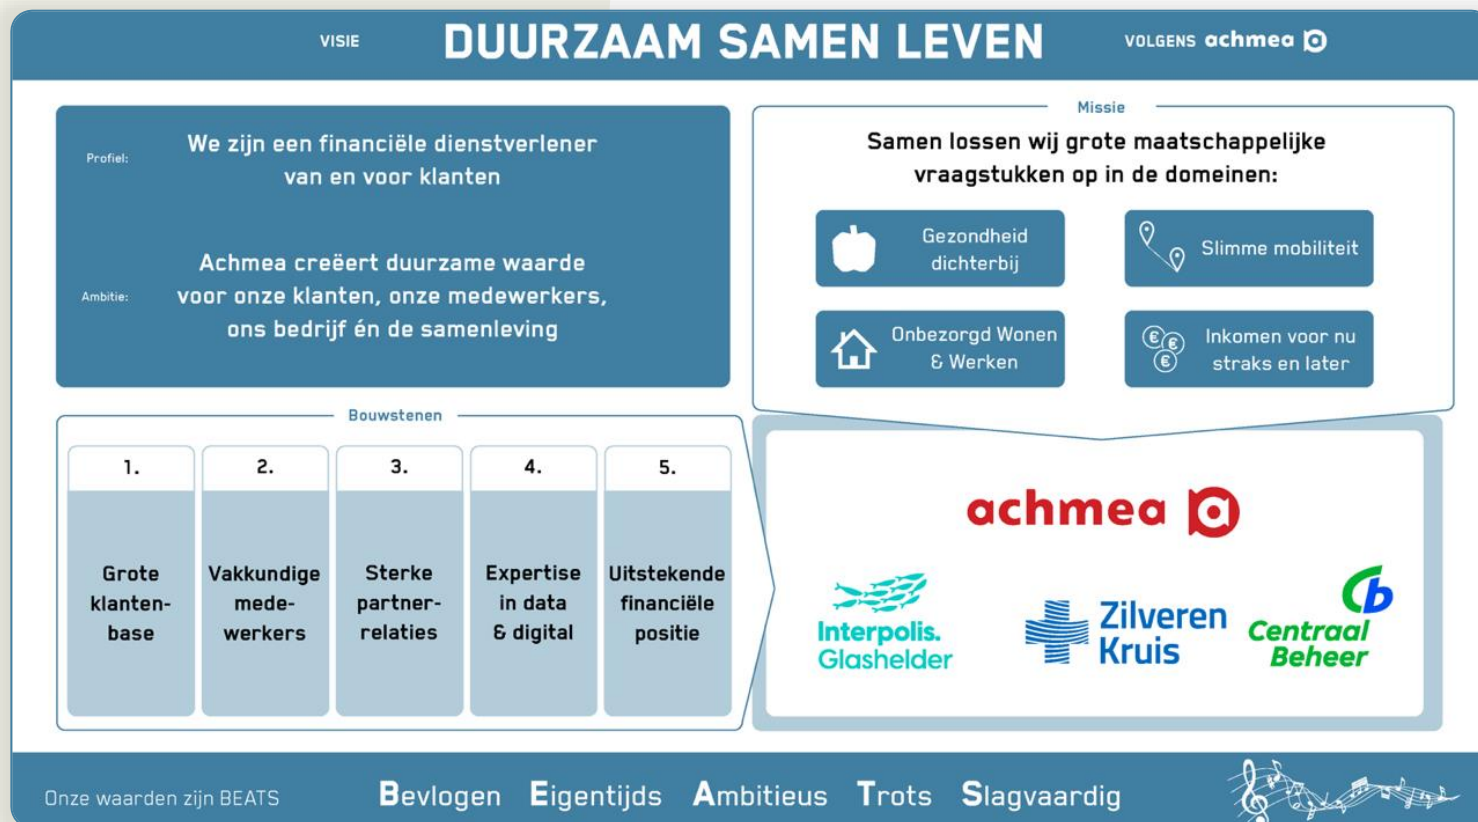 VISIE
DUURZAAM SAMEN LEVEN
VOLGENS achmea
Profiel:
We zijn een financiële dienstverlener
van en voor klanten
Ambitie:
Achmea creëert duurzame waarde
voor onze klanten, onze medewerkers,
ons bedrijf én de samenleving
Missie
Samen lossen wij grote maatschappelijke
vraagstukken op in de domeinen:
Gezondheid
dichterbij
Slimme mobiliteit
Onbezorgd Wonen
& Werken
€ € €
Inkomen voor nu
straks en later
Bouwstenen
1.
Grote
klanten-
base
2.
Vakkundige
mede-
werkers
3.
Sterke
partner-
relaties
4.
Expertise
in data
& digital
5.
Uitstekende
financiële
positie
achmea
Interpolis.
Glashelder
Zilveren
Kruis
Cb
Centraal
Beheer
Onze waarden zijn BEATS
Bevlogen Eigentijds Ambitieus Trots Slagvaardig